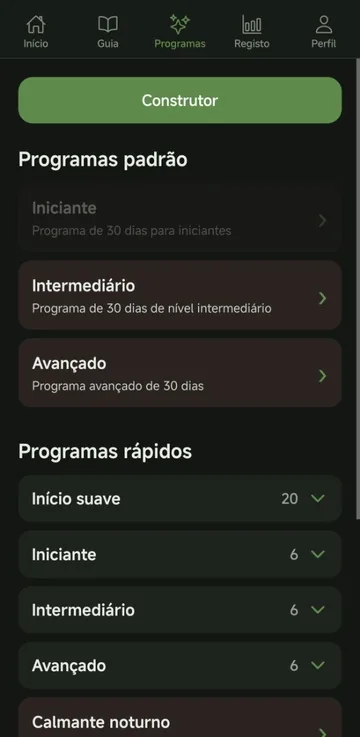 Início
Guia
Programas
Registo
Perfil
Construtor
Programas padrão
Iniciante
Programa de 30 dias para iniciantes
Intermediário
Programa de 30 dias de nível intermediário
Avançado
Programa avançado de 30 dias
Programas rápidos
Início suave 20
Iniciante 6
Intermediário 6
Avançado 6
Calmante noturno